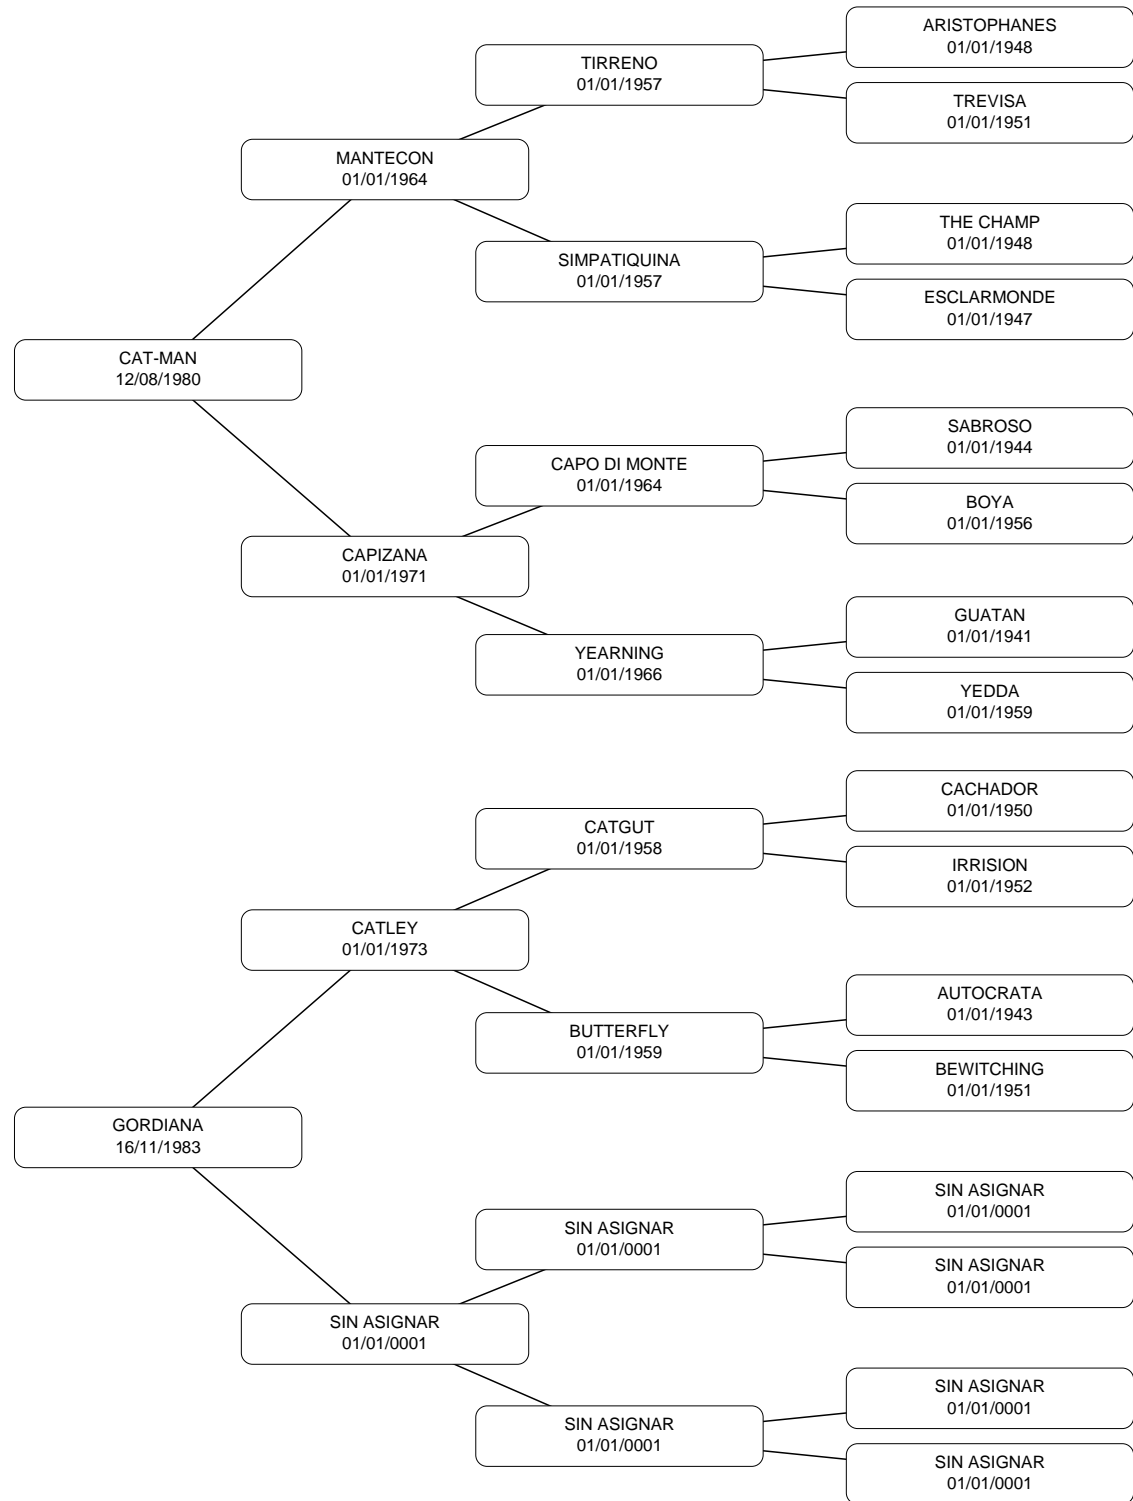 ARISTOPHANES
01/01/1948
TIRRENO
01/01/1957
TREVISA
01/01/1951
MANTECON
01/01/1964
THE CHAMP
01/01/1948
SIMPATIQUINA
01/01/1957
ESCLARMONDE
01/01/1947
CAT-MAN
12/08/1980
SABROSO
01/01/1944
CAPO DI MONTE
01/01/1964
BOYA
01/01/1956
CAPIZANA
01/01/1971
GUATAN
01/01/1941
YEARNING
01/01/1966
YEDDA
01/01/1959
CACHADOR
01/01/1950
CATGUT
01/01/1958
IRRISION
01/01/1952
CATLEY
01/01/1973
AUTOCRATA
01/01/1943
BUTTERFLY
01/01/1959
BEWITCHING
01/01/1951
GORDIANA
16/11/1983
SIN ASIGNAR
01/01/0001
SIN ASIGNAR
01/01/0001
SIN ASIGNAR
01/01/0001
SIN ASIGNAR
01/01/0001
SIN ASIGNAR
01/01/0001
SIN ASIGNAR
01/01/0001
SIN ASIGNAR
01/01/0001